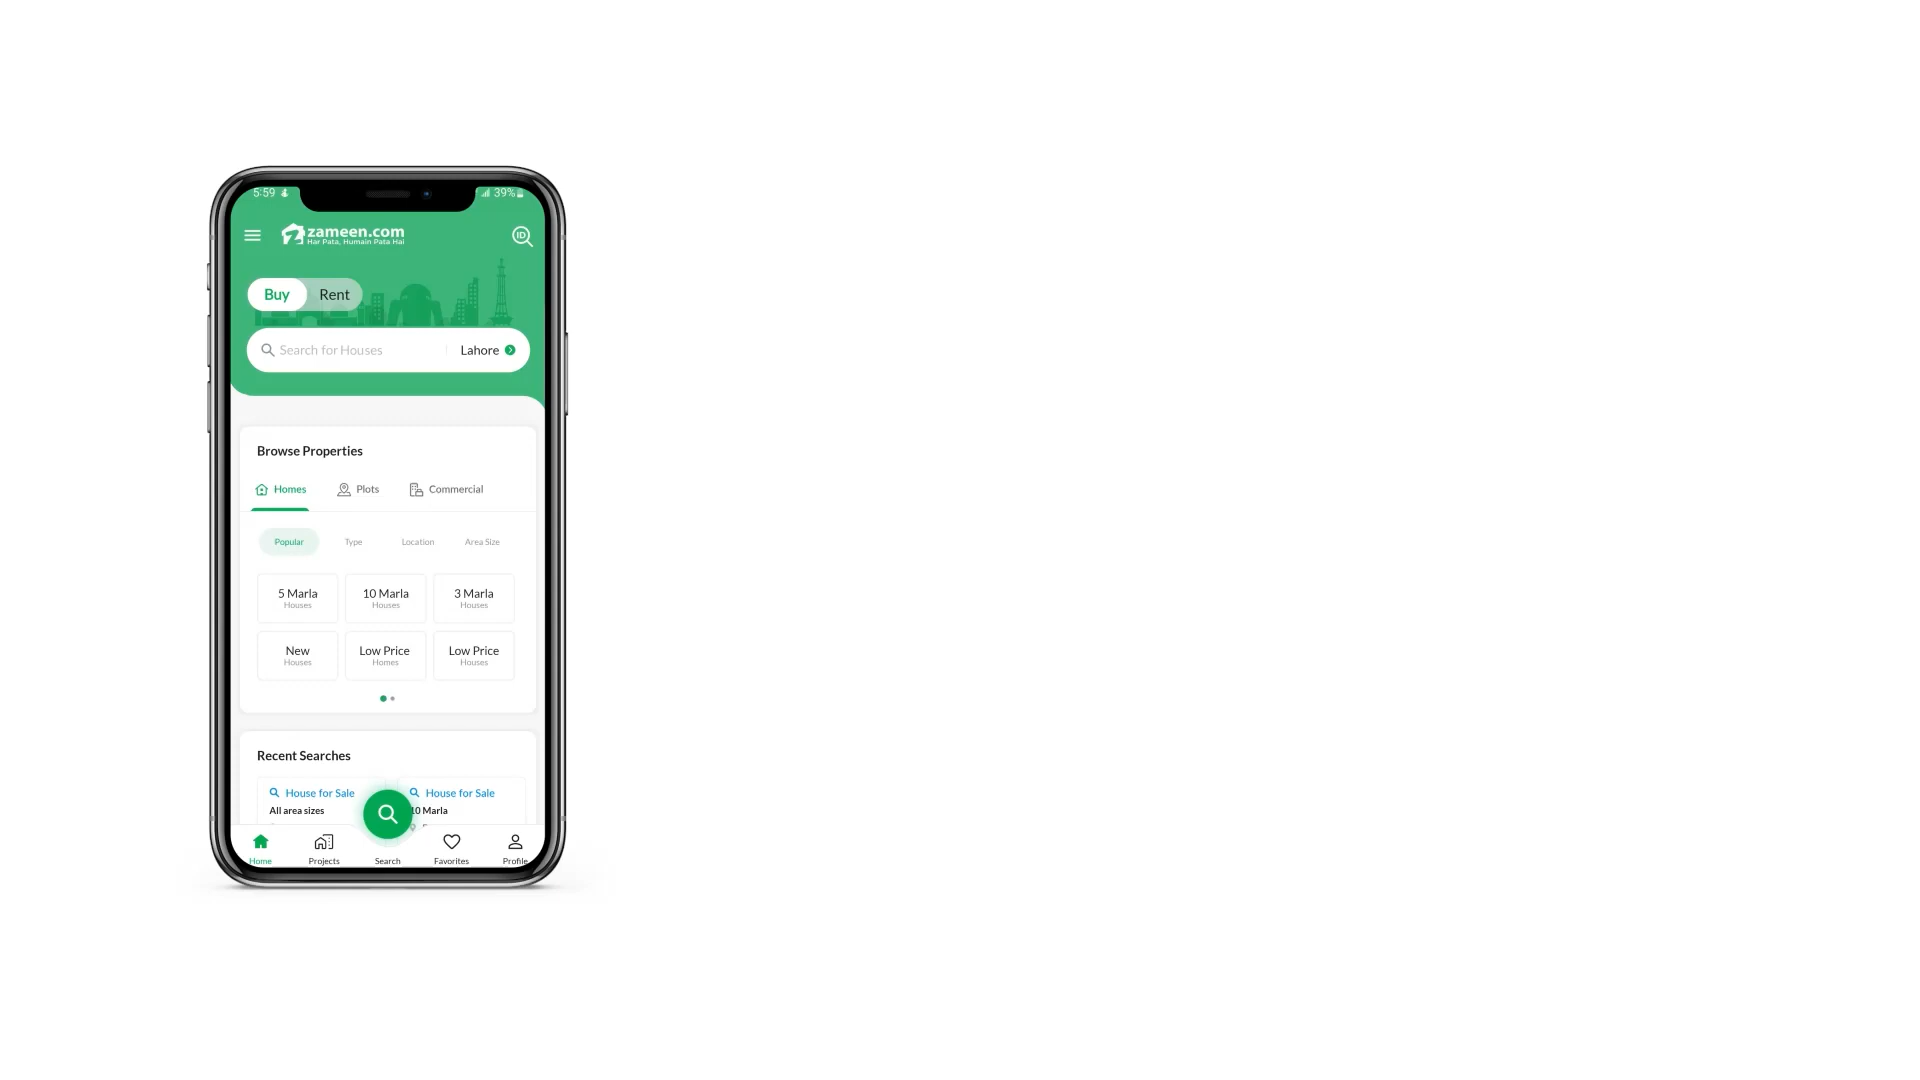 5:59 39%
zameen.com
Har Pata, Humain Pata Hai
ID
Buy Rent
Search for Houses Lahore
Browse Properties
Homes Plots Commercial
Popular Type Location Area Size
5 Marla 10 Marla 3 Marla
Houses Houses Houses
New Low Price Low Price
Houses Homes Houses
Recent Searches
House for Sale House for Sale
All area sizes 10 Marla
Home Projects Search Favorites Profile